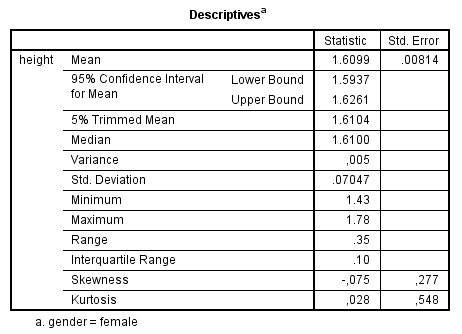 Descriptivesa
Statistic Std. Error
height Mean 1.6099 .00814
95% Confidence Interval for Mean Lower Bound 1.5937
Upper Bound 1.6261
5% Trimmed Mean 1.6104
Median 1.6100
Variance ,005
Std. Deviation .07047
Minimum 1.43
Maximum 1.78
Range .35
Interquartile Range .10
Skewness -,075 ,277
Kurtosis ,028 ,548
a. gender = female